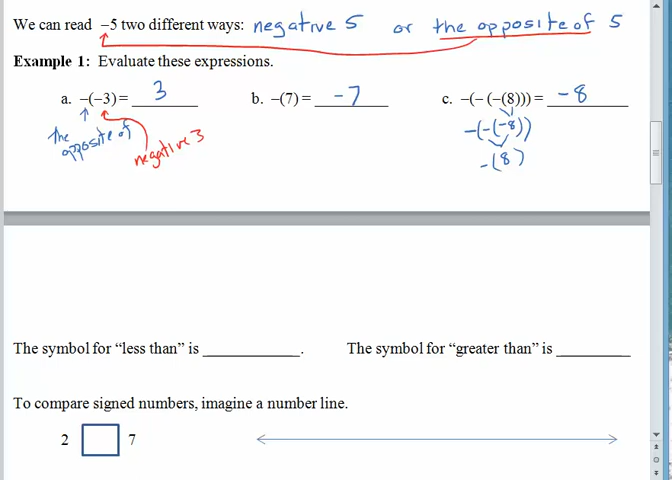 We can read −5 two different ways: negative 5 or the opposite of 5
Example 1: Evaluate these expressions.
a. −(−3) = 3 b. −(7) = -7 c. −(−(−(8))) = -8
the opposite of
negative 3
-(-(-8))
-(8)
The symbol for “less than” is __________. The symbol for “greater than” is ________
To compare signed numbers, imagine a number line.
2 7